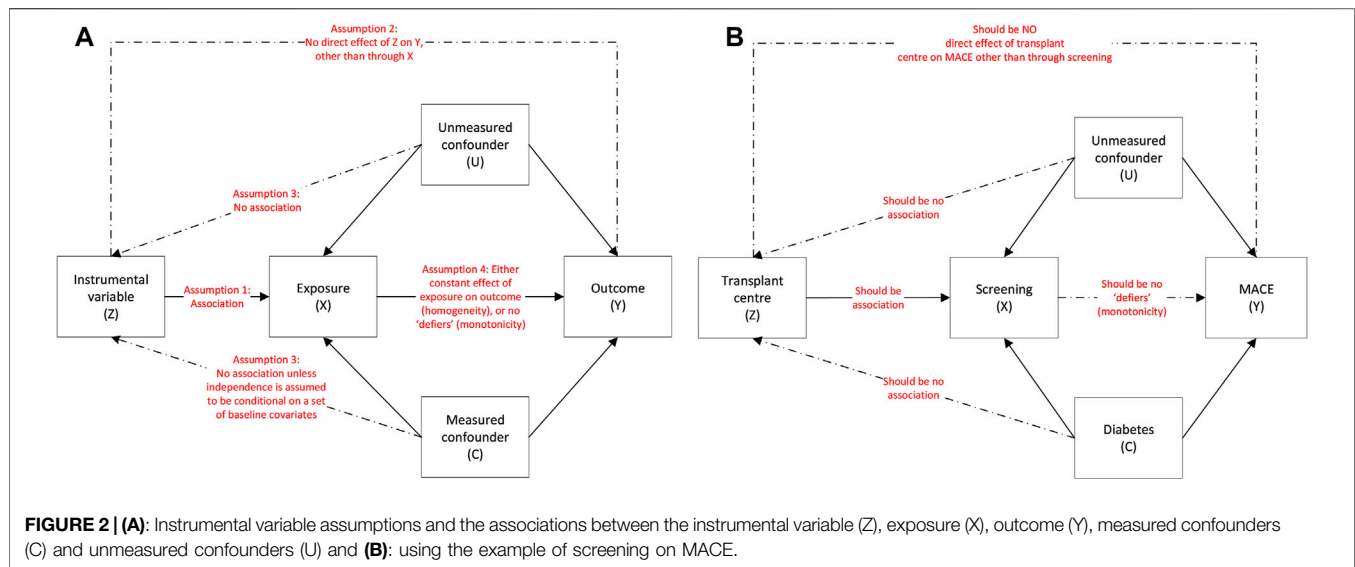 A
Assumption 2:
No direct effect of Z on Y,
other than through X
Unmeasured
confounder
(U)
Assumption 3:
No association
Instrumental
variable
(Z)
Assumption 1:
Association
Exposure
(X)
Assumption 4: Either
constant effect of
exposure on outcome
(homogeneity), or no
'defiers' (monotonicity)
Outcome
(Y)
Assumption 3:
No association unless
independence is assumed
to be conditional on a set
of baseline covariates
Measured
confounder
(C)
B
Should be NO
direct effect of transplant
centre on MACE other than through screening
Unmeasured
confounder
(U)
Should be no
association
Transplant
centre
(Z)
Should be
association
Screening
(X)
Should be no
'defiers'
(monotonicity)
MACE
(Y)
Should be no
association
Diabetes
(C)
FIGURE 2 | (A): Instrumental variable assumptions and the associations between the instrumental variable (Z), exposure (X), outcome (Y), measured confounders
(C) and unmeasured confounders (U) and (B): using the example of screening on MACE.